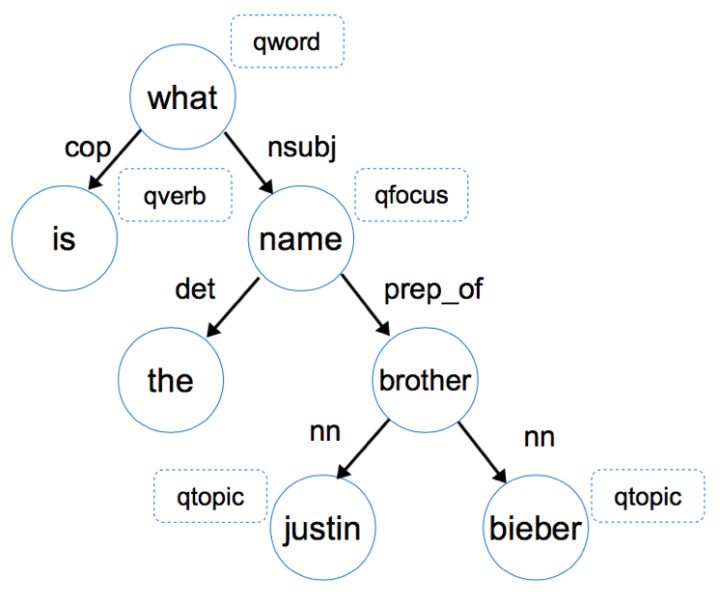 qword
what
cop
nsubj
qverb
qfocus
is
name
det
prep_of
the
brother
nn
nn
qtopic
qtopic
justin
bieber